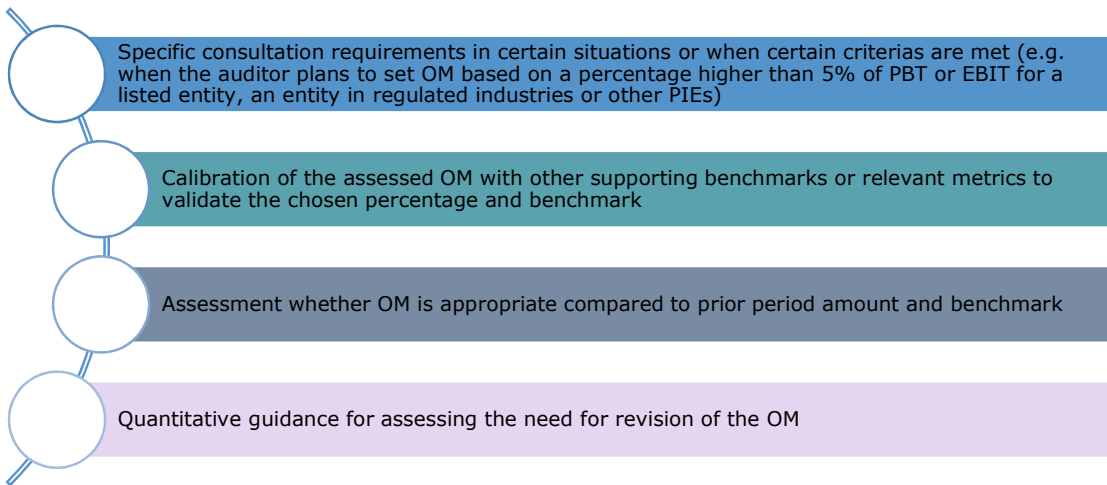 Specific consultation requirements in certain situations or when certain criterias are met (e.g.
when the auditor plans to set OM based on a percentage higher than 5% of PBT or EBIT for a
listed entity, an entity in regulated industries or other PIEs)
Calibration of the assessed OM with other supporting benchmarks or relevant metrics to
validate the chosen percentage and benchmark
Assessment whether OM is appropriate compared to prior period amount and benchmark
Quantitative guidance for assessing the need for revision of the OM